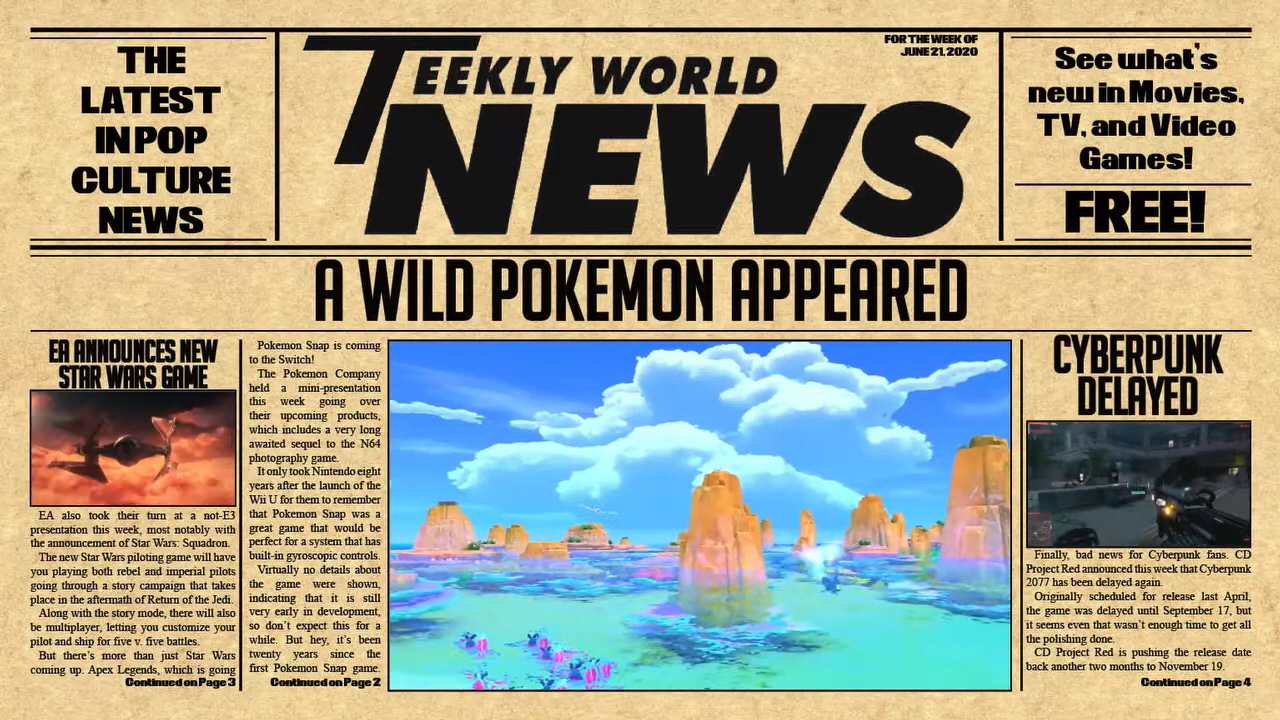 THE
LATEST
IN POP
CULTURE
NEWS
TEEKLY WORLD
NEWS
FOR THE WEEK OF
JUNE 21, 2020
See what's
new in Movies,
TV, and Video
Games!
FREE!
A WILD POKEMON APPEARED
EA ANNOUNCES NEW
STAR WARS GAME
EA also took their turn at a not-E3
presentation this week, most notably with
the announcement of Star Wars: Squadron.
The new Star Wars piloting game will have
you playing both rebel and imperial pilots
going through a story campaign that takes
place in the aftermath of Return of the Jedi.
Along with the story mode, there will also
be multiplayer, letting you customize your
pilot and ship for five v. five battles.
But there's more than just Star Wars
coming up. Apex Legends, which is going
Continued on Page 3
Pokemon Snap is coming
to the Switch!
The Pokemon Company
held a mini-presentation
this week going over
their upcoming products,
which includes a very long
awaited sequel to the N64
photography game.
It only took Nintendo eight
years after the launch of the
Wii U for them to remember
that Pokemon Snap was a
great game that would be
perfect for a system that has
built-in gyroscopic controls.
Virtually no details about
the game were shown,
indicating that it is still
very early in development,
so don't expect this for a
while. But hey, it's been
twenty years since the
first Pokemon Snap game.
Continued on Page 2
CYBERPUNK
DELAYED
Finally, bad news for Cyberpunk fans. CD
Project Red announced this week that Cyberpunk
2077 has been delayed again.
Originally scheduled for release last April,
the game was delayed until September 17, but
it seems even that wasn't enough time to get all
the polishing done.
CD Project Red is pushing the release date
back another two months to November 19.
Continued on Page 4